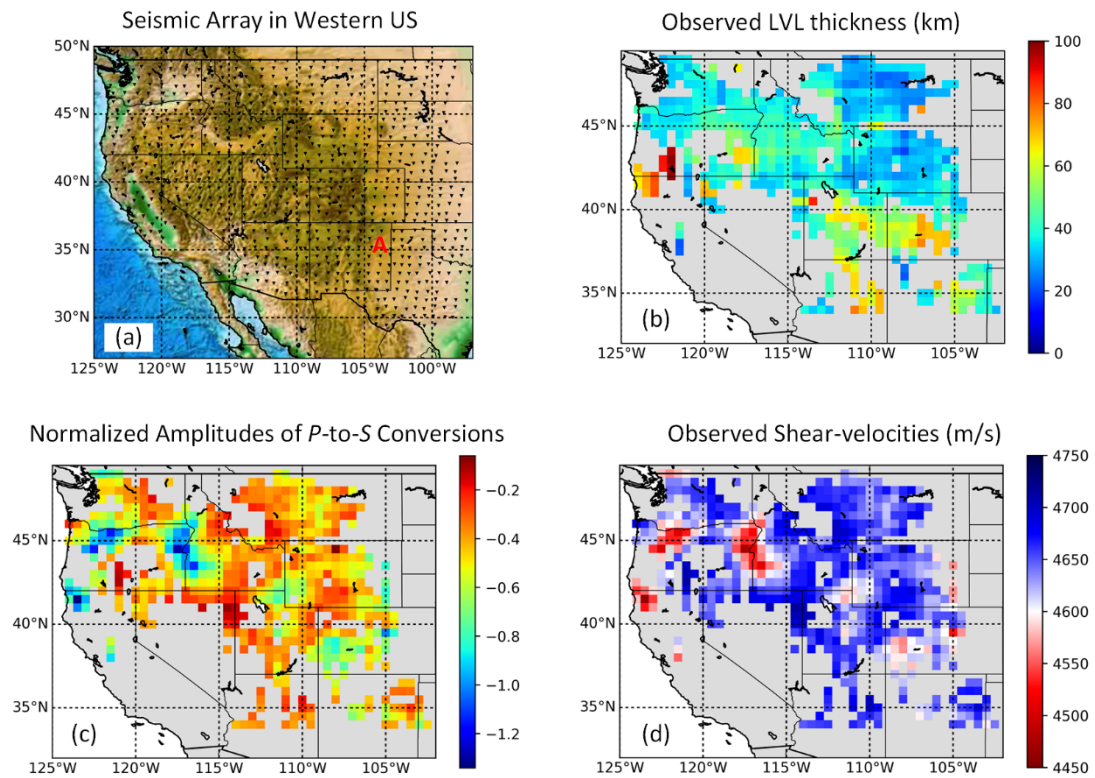 Seismic Array in Western US
50°N
45°N
40°N
35°N
30°N
A
(a)
125°W 120°W 115°W 110°W 105°W 100°W
Observed LVL thickness (km)
45°N
40°N
35°N
(b)
125°W 120°W 115°W 110°W 105°W
100
80
60
40
20
0
Normalized Amplitudes of P-to-S Conversions
45°N
40°N
35°N
(c)
125°W 120°W 115°W 110°W 105°W
−0.2
−0.4
−0.6
−0.8
−1.0
−1.2
Observed Shear-velocities (m/s)
45°N
40°N
35°N
(d)
125°W 120°W 115°W 110°W 105°W
4750
4700
4650
4600
4550
4500
4450